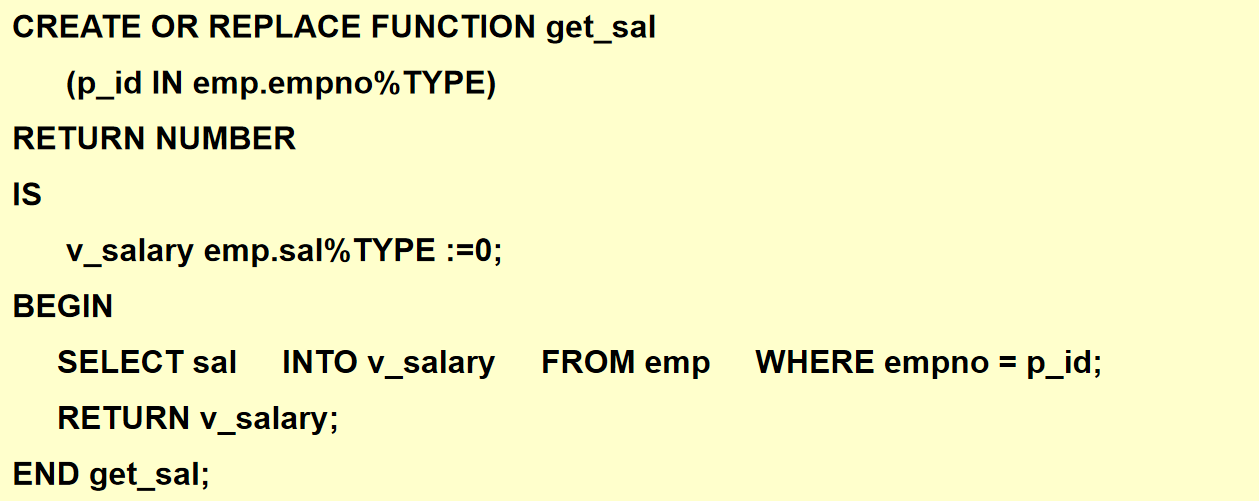 CREATE OR REPLACE FUNCTION get_sal
(p_id IN emp.empno%TYPE)
RETURN NUMBER
IS
v_salary emp.sal%TYPE :=0;
BEGIN
SELECT sal INTO v_salary FROM emp WHERE empno = p_id;
RETURN v_salary;
END get_sal;